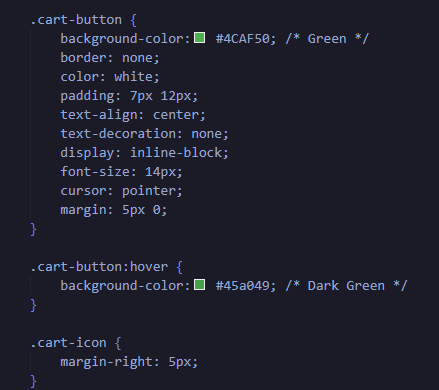 .cart-button {
    background-color: #4CAF50; /* Green */
    border: none;
    color: white;
    padding: 7px 12px;
    text-align: center;
    text-decoration: none;
    display: inline-block;
    font-size: 14px;
    cursor: pointer;
    margin: 5px 0;
}

.cart-button:hover {
    background-color: #45a049; /* Dark Green */
}

.cart-icon {
    margin-right: 5px;
}